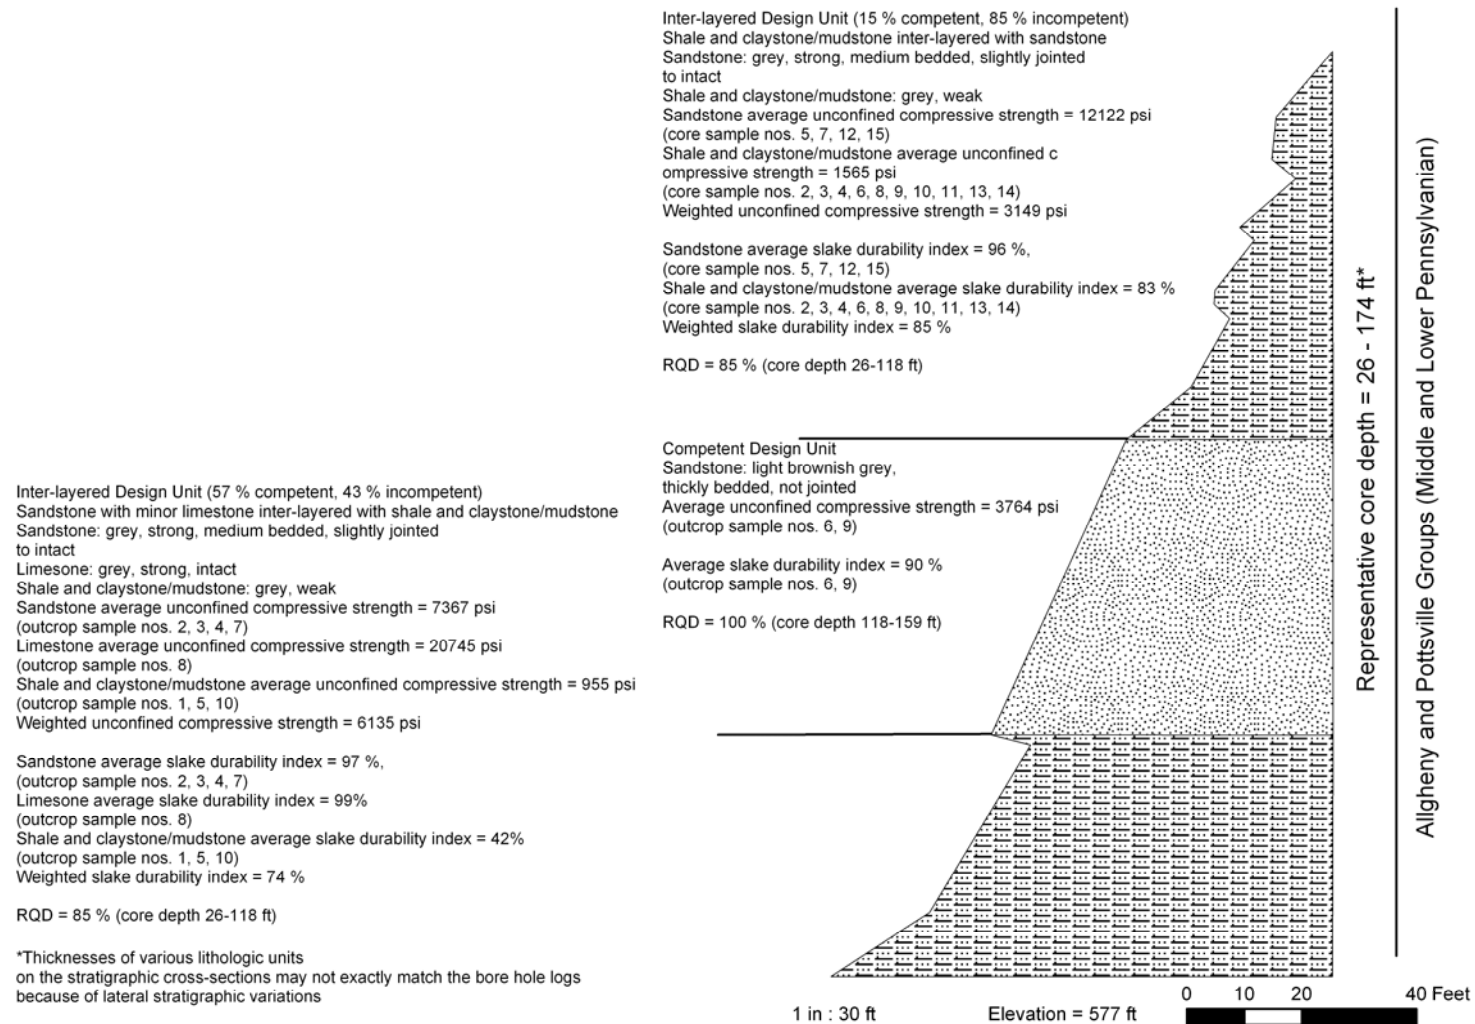 Inter-layered Design Unit (15 % competent, 85 % incompetent)
Shale and claystone/mudstone inter-layered with sandstone
Sandstone: grey, strong, medium bedded, slightly jointed
to intact
Shale and claystone/mudstone: grey, weak
Sandstone average unconfined compressive strength = 12122 psi
(core sample nos. 5, 7, 12, 15)
Shale and claystone/mudstone average unconfined c
ompressive strength = 1565 psi
(core sample nos. 2, 3, 4, 6, 8, 9, 10, 11, 13, 14)
Weighted unconfined compressive strength = 3149 psi
Sandstone average slake durability index = 96 %,
(core sample nos. 5, 7, 12, 15)
Shale and claystone/mudstone average slake durability index = 83 %
(core sample nos. 2, 3, 4, 6, 8, 9, 10, 11, 13, 14)
Weighted slake durability index = 85 %
RQD = 85 % (core depth 26-118 ft)
Competent Design Unit
Sandstone: light brownish grey,
thickly bedded, not jointed
Average unconfined compressive strength = 3764 psi
(outcrop sample nos. 6, 9)
Average slake durability index = 90 %
(outcrop sample nos. 6, 9)
RQD = 100 % (core depth 118-159 ft)
Inter-layered Design Unit (57 % competent, 43 % incompetent)
Sandstone with minor limestone inter-layered with shale and claystone/mudstone
Sandstone: grey, strong, medium bedded, slightly jointed
to intact
Limesone: grey, strong, intact
Shale and claystone/mudstone: grey, weak
Sandstone average unconfined compressive strength = 7367 psi
(outcrop sample nos. 2, 3, 4, 7)
Limestone average unconfined compressive strength = 20745 psi
(outcrop sample nos. 8)
Shale and claystone/mudstone average unconfined compressive strength = 955 psi
(outcrop sample nos. 1, 5, 10)
Weighted unconfined compressive strength = 6135 psi
Sandstone average slake durability index = 97 %,
(outcrop sample nos. 2, 3, 4, 7)
Limesone average slake durability index = 99%
(outcrop sample nos. 8)
Shale and claystone/mudstone average slake durability index = 42%
(outcrop sample nos. 1, 5, 10)
Weighted slake durability index = 74 %
RQD = 85 % (core depth 26-118 ft)
*Thicknesses of various lithologic units
on the stratigraphic cross-sections may not exactly match the bore hole logs
because of lateral stratigraphic variations
Representative core depth = 26 - 174 ft*
Allgheny and Pottsville Groups (Middle and Lower Pennsylvanian)
1 in : 30 ft
Elevation = 577 ft
0 10 20 40 Feet